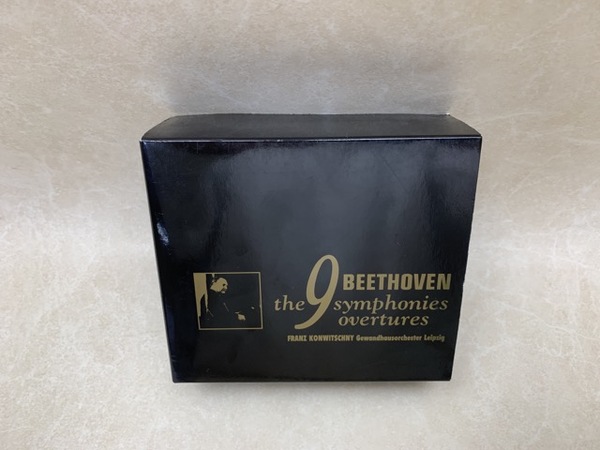 BEETHOVEN
the 9 symphonies
overtures
FRANZ KONWITSCHNY Gewandhausorchester Leipzig